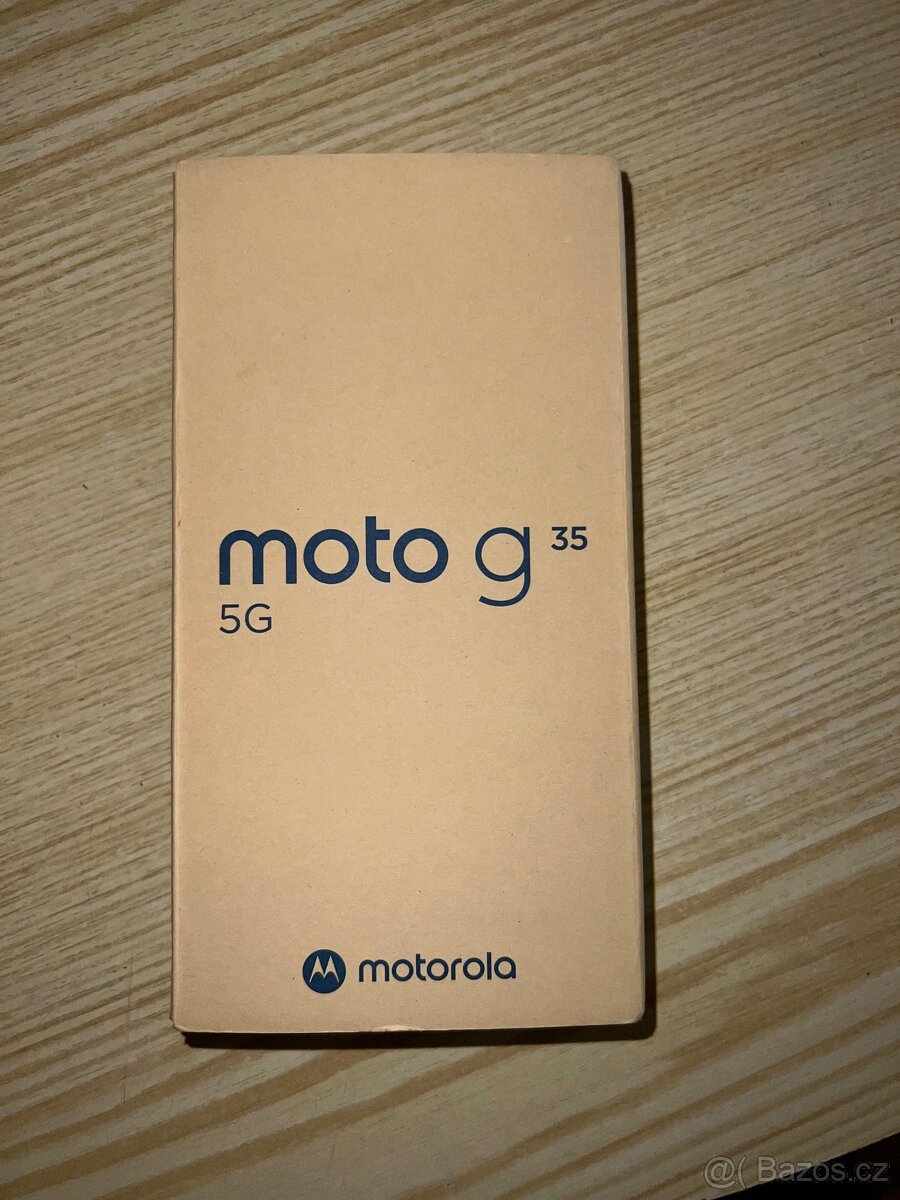 moto g 35
5G
motorola
@( Bazos.cz